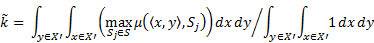 k̃ = ∫_{y∈X′} ∫_{x∈X′} (max_{S_j∈S} μ(⟨x, y⟩, S_j)) dx dy / ∫_{y∈X′} ∫_{x∈X′} 1 dx dy